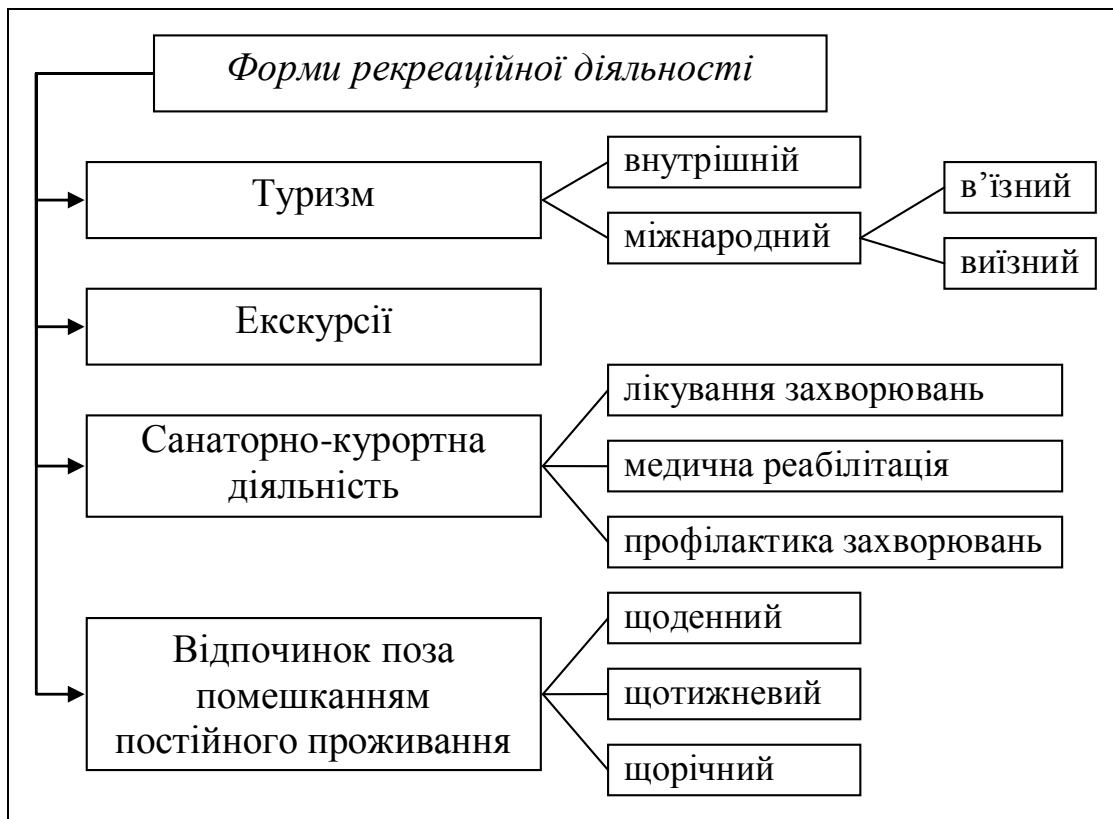 Форми рекреаційної діяльності
Туризм
внутрішній
міжнародний
в’їзний
виїзний
Екскурсії
Санаторно-курортна
діяльність
лікування захворювань
медична реабілітація
профілактика захворювань
Відпочинок поза
помешканням
постійного проживання
щоденний
щотижневий
щорічний